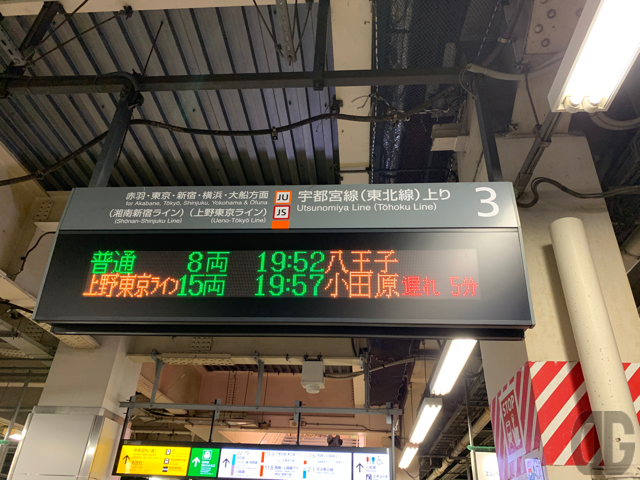 赤羽・東京・新宿・横浜・大船方面
for Akabane, Tōkyō, Shinjuku, Yokohama & Ōfuna
(湘南新宿ライン) (上野東京ライン)
(Shōnan-Shinjuku Line) (Ueno-Tokyo Line)
JU
JS
宇都宮線(東北線)上り
Utsunomiya Line (Tōhoku Line)
3
普通 8両 19:52 八王子
上野東京ライン 15両 19:57 小田原 遅れ 5分
STOP